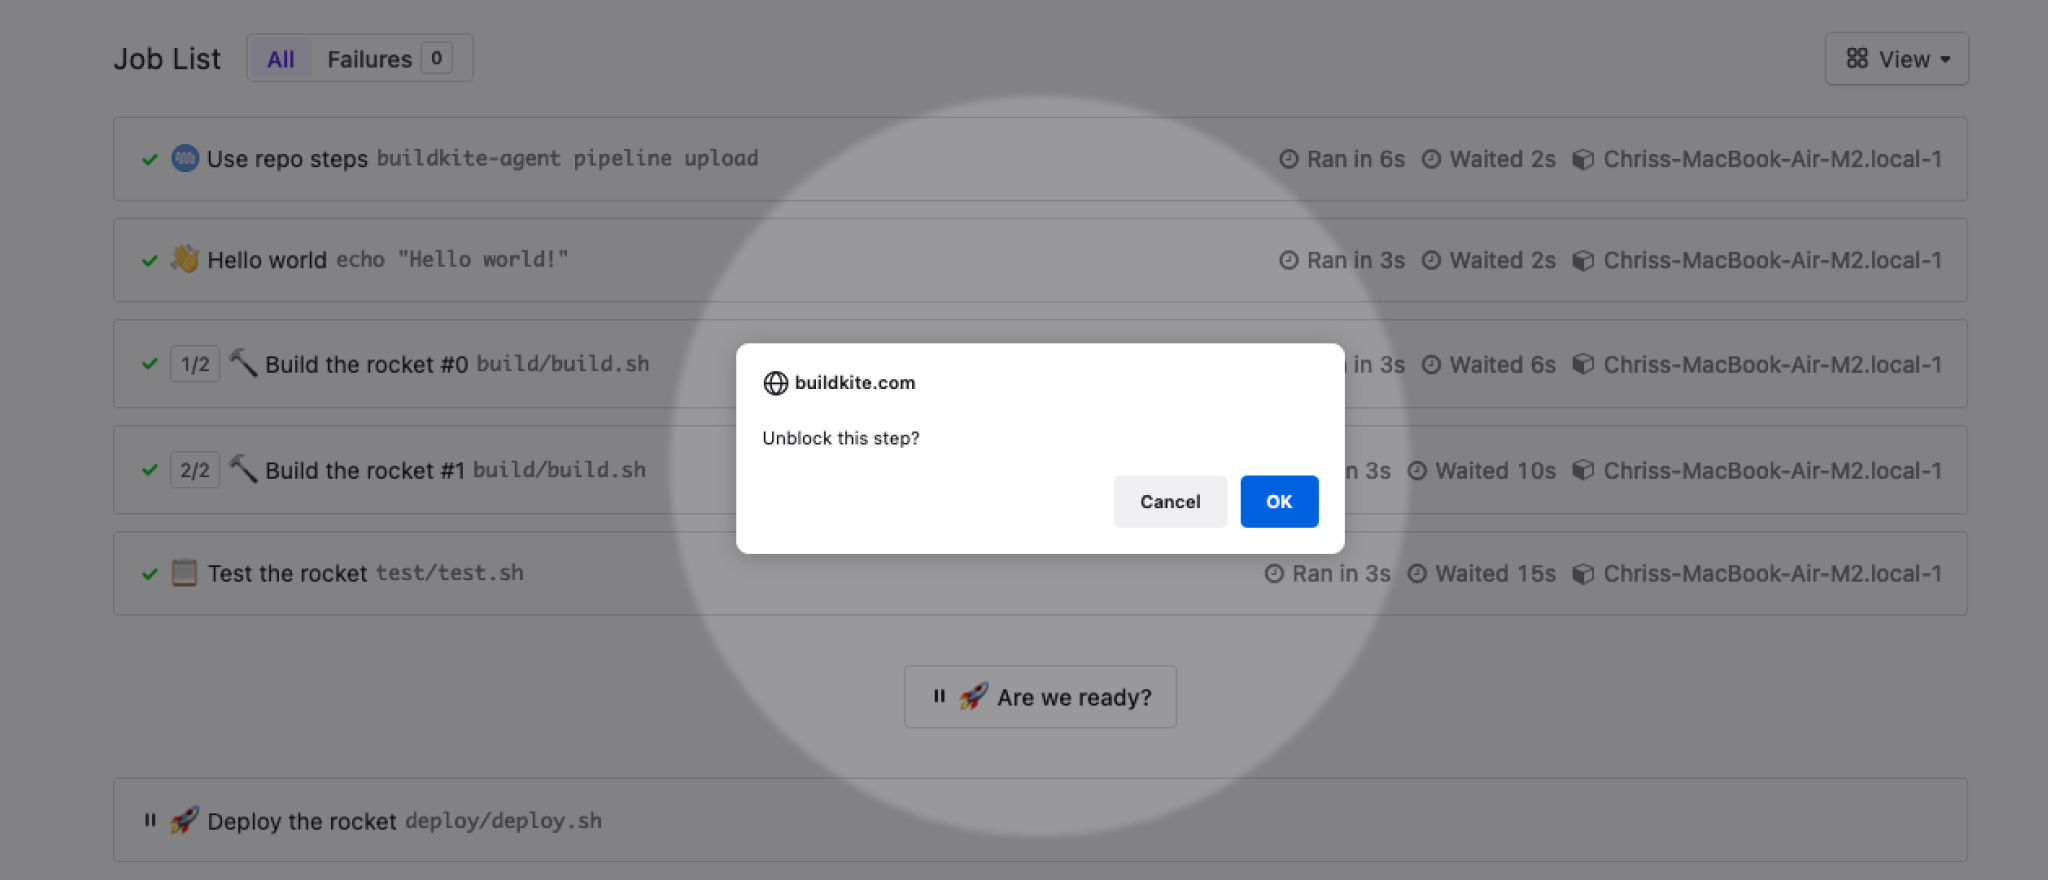 Job List All Failures 0 View
Use repo steps buildkite-agent pipeline upload Ran in 6s Waited 2s Chriss-MacBook-Air-M2.local-1
Hello world echo "Hello world!" Ran in 3s Waited 2s Chriss-MacBook-Air-M2.local-1
1/2 Build the rocket #0 build/build.sh in 3s Waited 6s Chriss-MacBook-Air-M2.local-1
buildkite.com
Unblock this step?
2/2 Build the rocket #1 build/build.sh 3s Waited 10s Chriss-MacBook-Air-M2.local-1
Cancel OK
Test the rocket test/test.sh Ran in 3s Waited 15s Chriss-MacBook-Air-M2.local-1
Are we ready?
Deploy the rocket deploy/deploy.sh